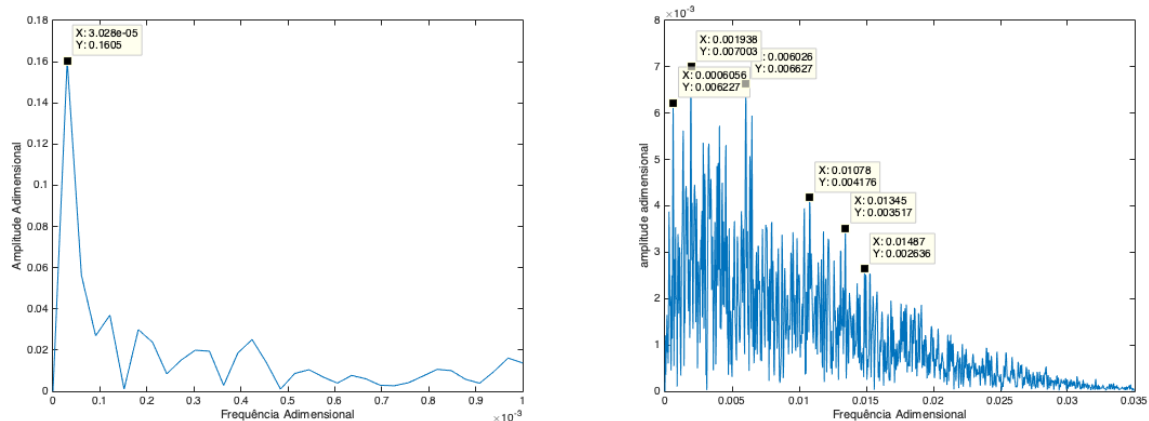 0.18
0.16
0.14
0.12
0.1
0.08
0.06
0.04
0.02
0
Amplitude Adimensional
X: 3.028e-05
Y: 0.1605
0 0.1 0.2 0.3 0.4 0.5 0.6 0.7 0.8 0.9 1
Frequência Adimensional
×10⁻³
×10⁻³
8
7
6
5
4
3
2
1
0
amplitude adimensional
X: 0.001938
Y: 0.007003
X: 0.006026
Y: 0.006627
X: 0.0006056
Y: 0.006227
X: 0.01078
Y: 0.004176
X: 0.01345
Y: 0.003517
X: 0.01487
Y: 0.002636
0 0.005 0.01 0.015 0.02 0.025 0.03 0.035
Frequência Adimensional